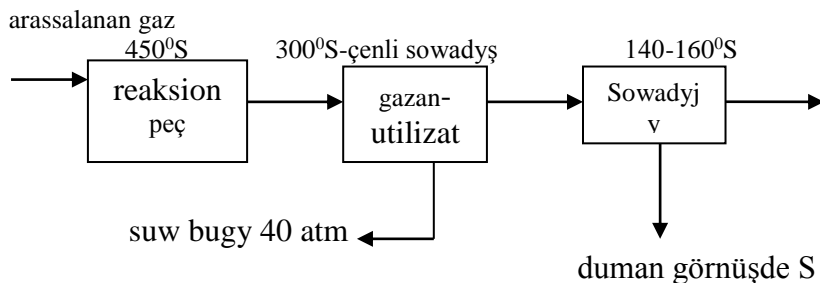 arassalanan gaz
450⁰S
300⁰S-çenli sowadyş
140-160⁰S
reaksion
peç
gazan-
utilizat
Sowadyj
y
suw bugy 40 atm
duman görnüşde S